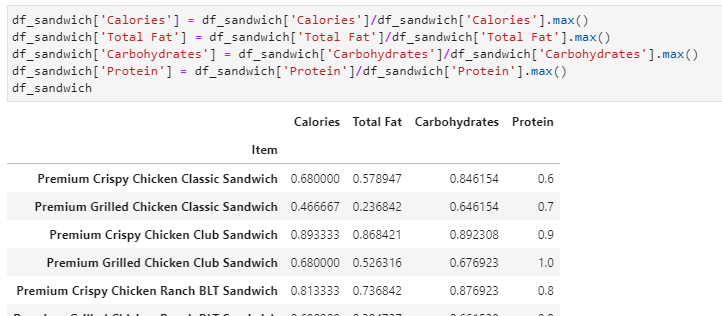 df_sandwich['Calories'] = df_sandwich['Calories']/df_sandwich['Calories'].max()
df_sandwich['Total Fat'] = df_sandwich['Total Fat']/df_sandwich['Total Fat'].max()
df_sandwich['Carbohydrates'] = df_sandwich['Carbohydrates']/df_sandwich['Carbohydrates'].max()
df_sandwich['Protein'] = df_sandwich['Protein']/df_sandwich['Protein'].max()
df_sandwich
Calories Total Fat Carbohydrates Protein
Item
Premium Crispy Chicken Classic Sandwich 0.680000 0.578947 0.846154 0.6
Premium Grilled Chicken Classic Sandwich 0.466667 0.236842 0.646154 0.7
Premium Crispy Chicken Club Sandwich 0.893333 0.868421 0.892308 0.9
Premium Grilled Chicken Club Sandwich 0.680000 0.526316 0.676923 1.0
Premium Crispy Chicken Ranch BLT Sandwich 0.813333 0.736842 0.876923 0.8